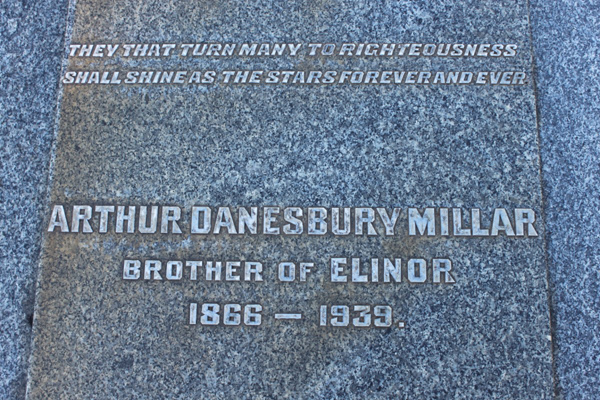 THEY THAT TURN MANY TO RIGHTEOUSNESS
SHALL SHINE AS THE STARS FOREVER AND EVER
ARTHUR DANESBURY MILLAR
BROTHER OF ELINOR
1866 — 1939.